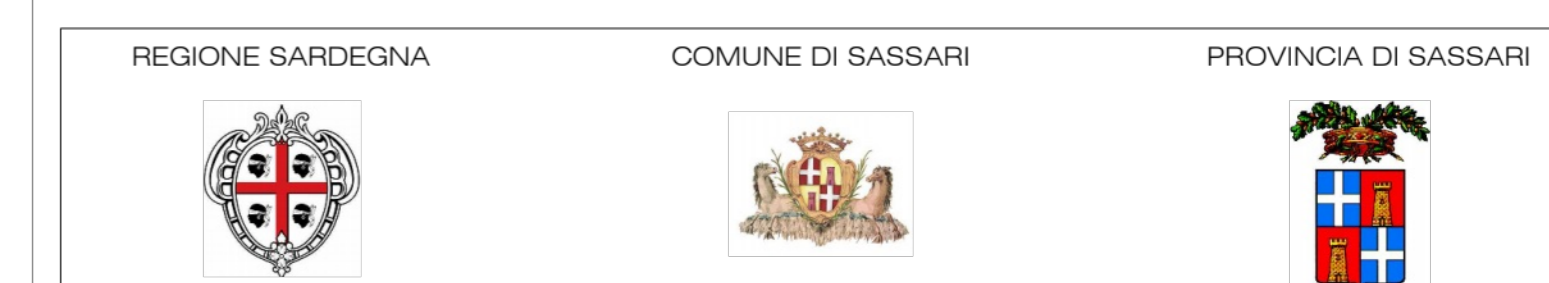 REGIONE SARDEGNA
COMUNE DI SASSARI
PROVINCIA DI SASSARI